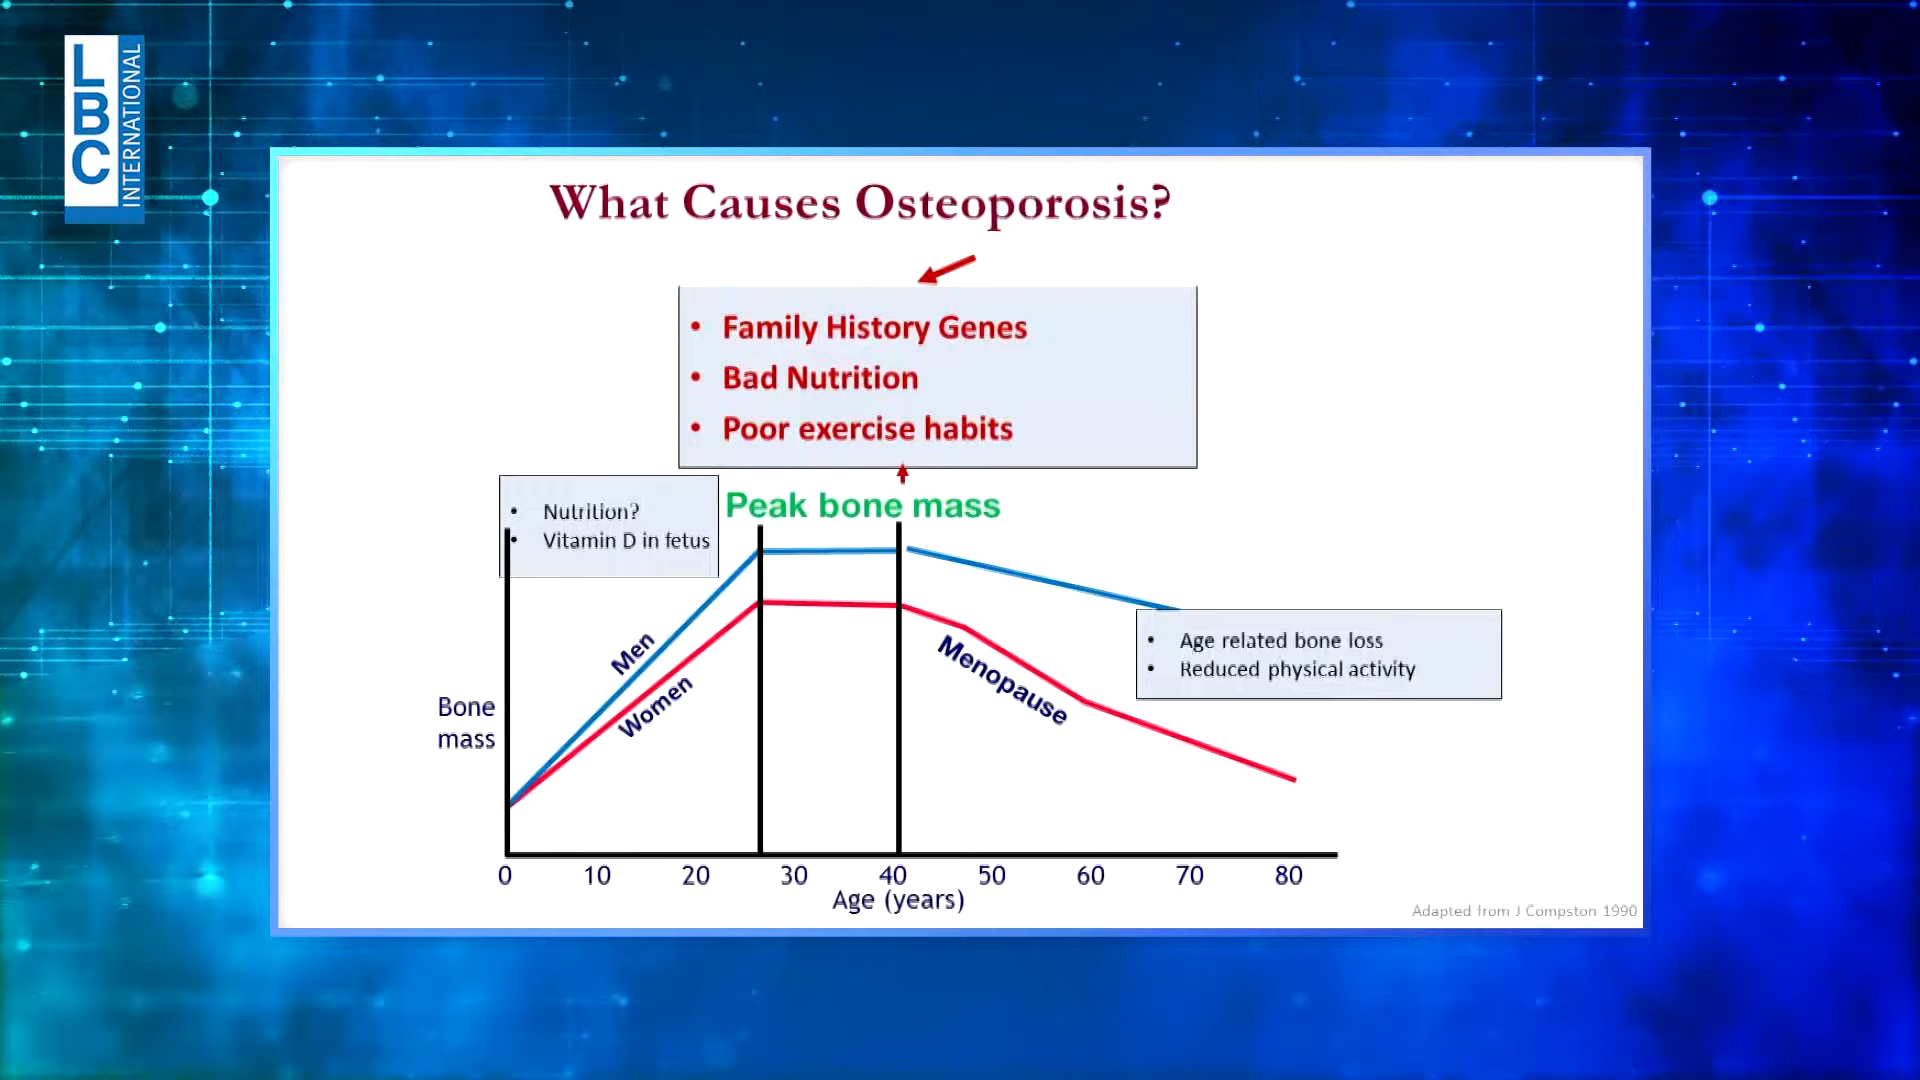 LBC
INTERNATIONAL
What Causes Osteoporosis?
• Family History Genes
• Bad Nutrition
• Poor exercise habits
• Nutrition?
• Vitamin D in fetus
Peak bone mass
Men
Women
Menopause
• Age related bone loss
• Reduced physical activity
Bone
mass
0 10 20 30 40 50 60 70 80
Age (years)
Adapted from J Compston 1990